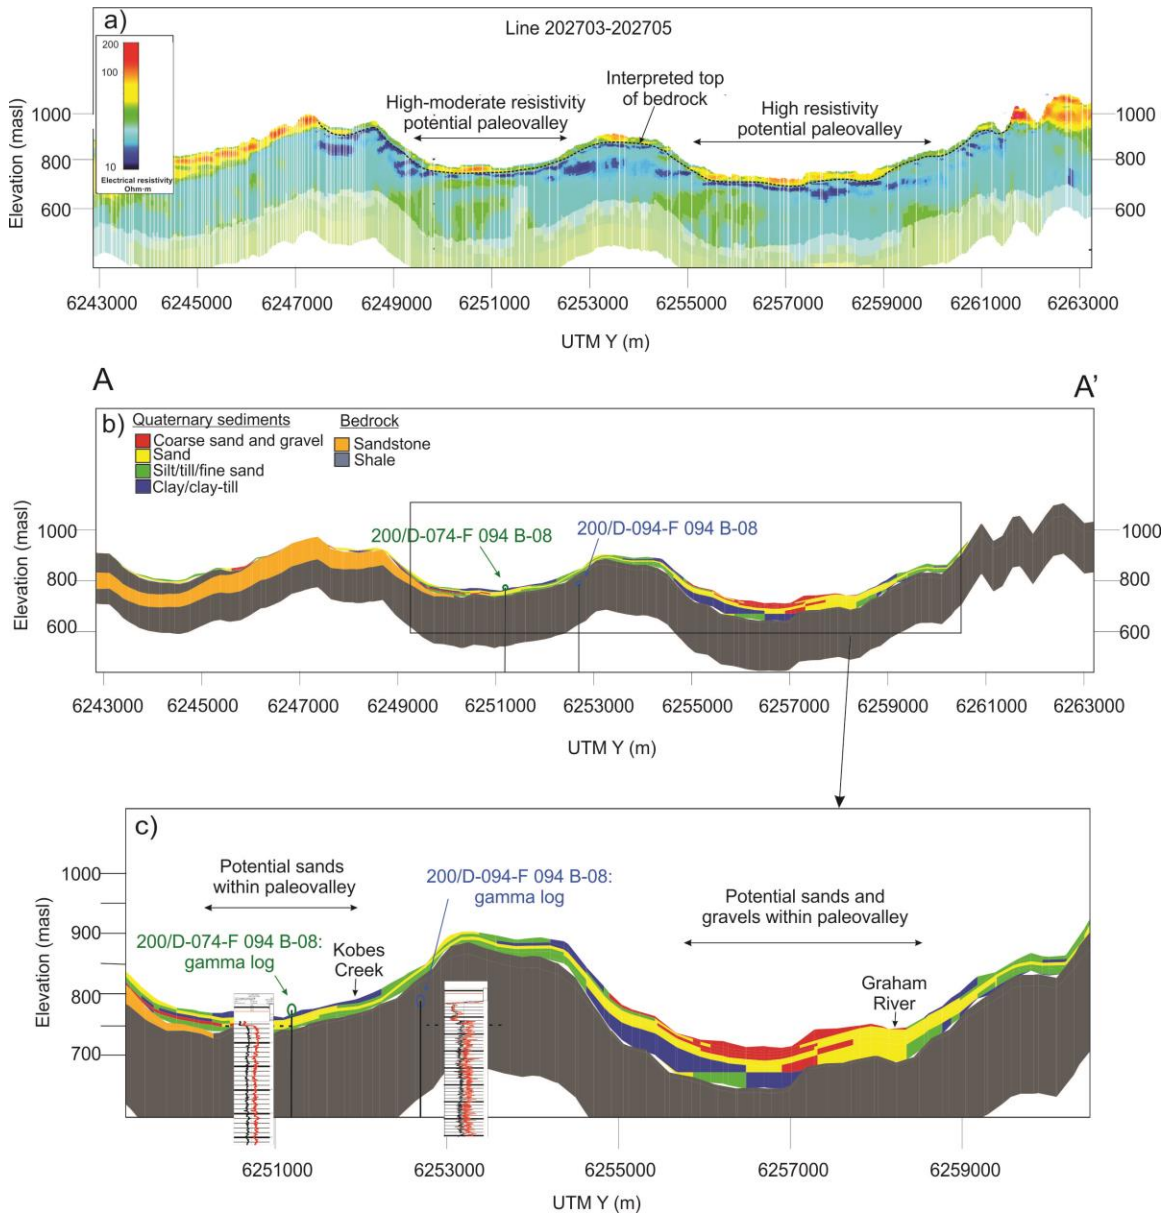 a)
Line 202703-202705
200
100
10
Electrical resistivity
Ohm·m
High-moderate resistivity
potential paleovalley
Interpreted top
of bedrock
High resistivity
potential paleovalley
Elevation (masl)
1000
800
600
1000
800
600
6243000 6245000 6247000 6249000 6251000 6253000 6255000 6257000 6259000 6261000 6263000
UTM Y (m)
A
A'
b)
Quaternary sediments
Coarse sand and gravel
Sand
Silt/till/fine sand
Clay/clay-till
Bedrock
Sandstone
Shale
200/D-074-F 094 B-08
200/D-094-F 094 B-08
Elevation (masl)
1000
800
600
1000
800
600
6243000 6245000 6247000 6249000 6251000 6253000 6255000 6257000 6259000 6261000 6263000
UTM Y (m)
c)
Potential sands
within paleovalley
200/D-094-F 094 B-08:
gamma log
Potential sands and
gravels within paleovalley
200/D-074-F 094 B-08:
gamma log
Kobes
Creek
Graham
River
Elevation (masl)
1000
900
800
700
6251000 6253000 6255000 6257000 6259000
UTM Y (m)